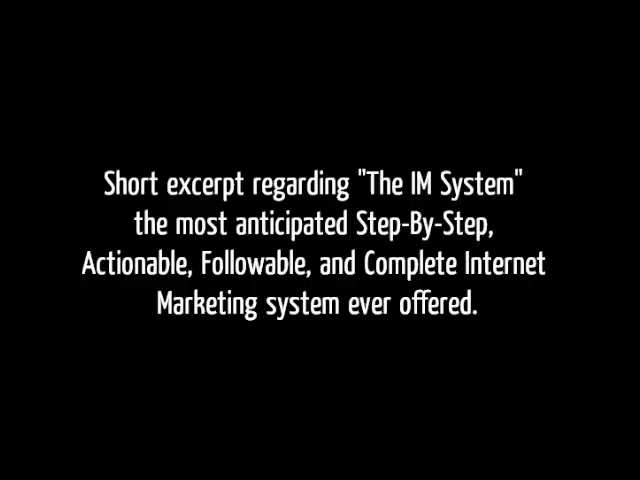 Short excerpt regarding "The IM System"
the most anticipated Step-By-Step,
Actionable, Followable, and Complete Internet
Marketing system ever offered.